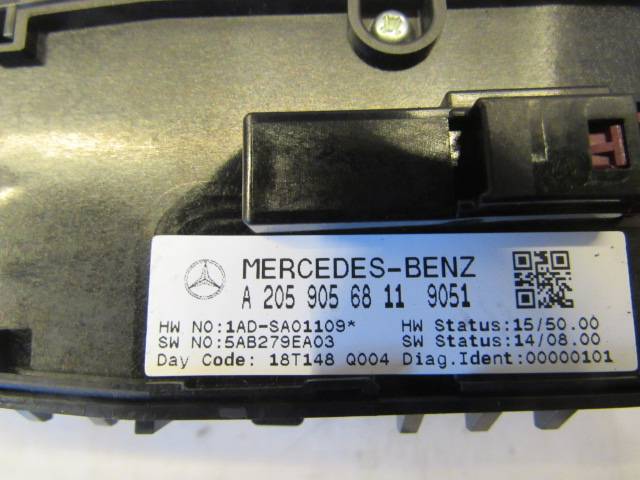 MERCEDES-BENZ
A 205 905 68 11 9051
HW NO:1AD-SA01109* HW Status:15/50.00
SW NO:5AB279EA03 SW Status:14/08.00
Day Code: 18T148 Q004 Diag.Ident:00000101